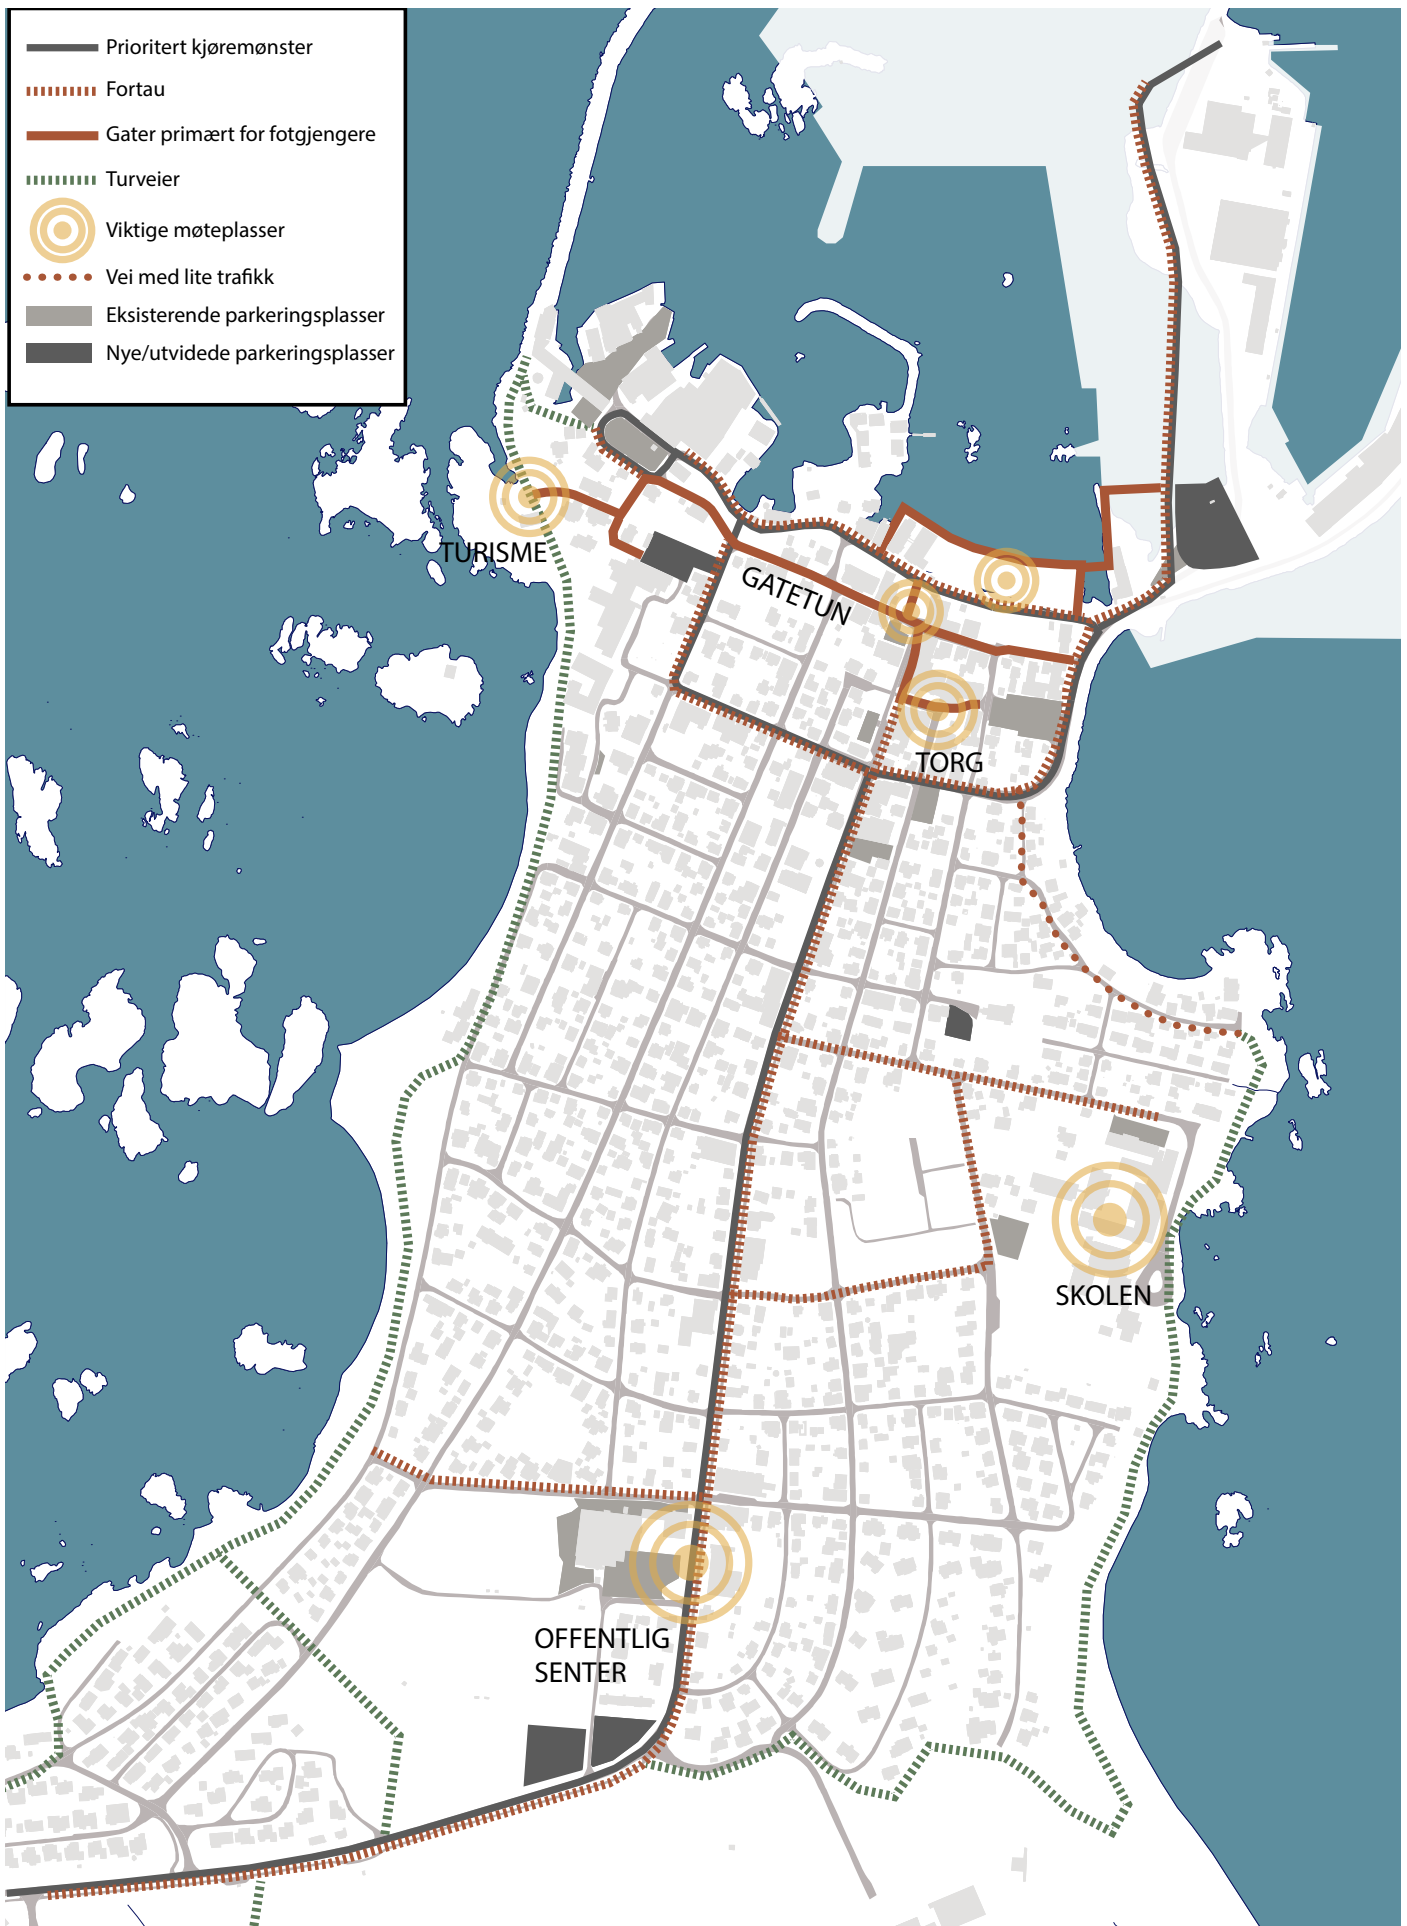 Prioritert kjøremønster
Fortau
Gater primært for fotgjengere
Turveier
Viktige møteplasser
Vei med lite trafikk
Eksisterende parkeringsplasser
Nye/utvidede parkeringsplasser
TURISME
GATETUN
TORG
SKOLEN
OFFENTLIG
SENTER